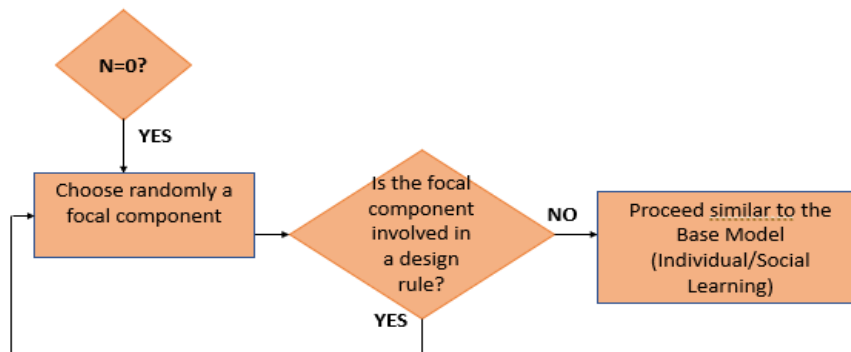 N=0?
YES
Choose randomly a
focal component
Is the focal
component
involved in
a design
rule?
NO
YES
Proceed similar to the
Base Model
(Individual/Social
Learning)